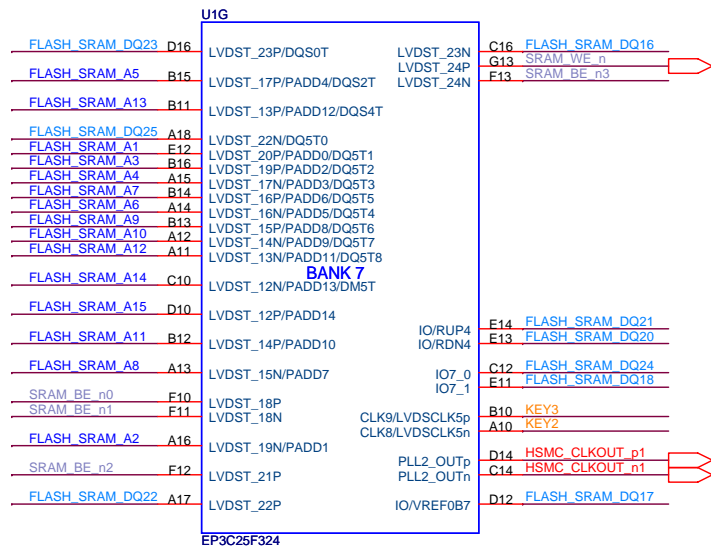 U1G
FLASH_SRAM_DQ23 D16 LVDST_23P/DQS0T LVDST_23N C16 FLASH_SRAM_DQ16
LVDST_24P G13 SRAM_WE_n
FLASH_SRAM_A5 B15 LVDST_17P/PADD4/DQS2T LVDST_24N F13 SRAM_BE_n3
FLASH_SRAM_A13 B11 LVDST_13P/PADD12/DQS4T
FLASH_SRAM_DQ25 A18 LVDST_22N/DQ5T0
FLASH_SRAM_A1 E12 LVDST_20P/PADD0/DQ5T1
FLASH_SRAM_A3 B16 LVDST_19P/PADD2/DQ5T2
FLASH_SRAM_A4 A15 LVDST_17N/PADD3/DQ5T3
FLASH_SRAM_A7 B14 LVDST_16P/PADD6/DQ5T5
FLASH_SRAM_A6 A14 LVDST_16N/PADD5/DQ5T4
FLASH_SRAM_A9 B13 LVDST_15P/PADD8/DQ5T6
FLASH_SRAM_A10 A12 LVDST_14N/PADD9/DQ5T7
FLASH_SRAM_A12 A11 LVDST_13N/PADD11/DQ5T8
BANK 7
FLASH_SRAM_A14 C10 LVDST_12N/PADD13/DM5T
FLASH_SRAM_A15 D10 LVDST_12P/PADD14
IO/RUP4 E14 FLASH_SRAM_DQ21
FLASH_SRAM_A11 B12 LVDST_14P/PADD10 IO/RDN4 E13 FLASH_SRAM_DQ20
FLASH_SRAM_A8 A13 LVDST_15N/PADD7 IO7_0 C12 FLASH_SRAM_DQ24
IO7_1 E11 FLASH_SRAM_DQ18
SRAM_BE_n0 F10 LVDST_18P
SRAM_BE_n1 F11 LVDST_18N CLK9/LVDSCLK5p B10 KEY3
CLK8/LVDSCLK5n A10 KEY2
FLASH_SRAM_A2 A16 LVDST_19N/PADD1
PLL2_OUTp D14 HSMC_CLKOUT_p1
SRAM_BE_n2 F12 LVDST_21P PLL2_OUTn C14 HSMC_CLKOUT_n1
FLASH_SRAM_DQ22 A17 LVDST_22P IO/VREF0B7 D12 FLASH_SRAM_DQ17
EP3C25F324